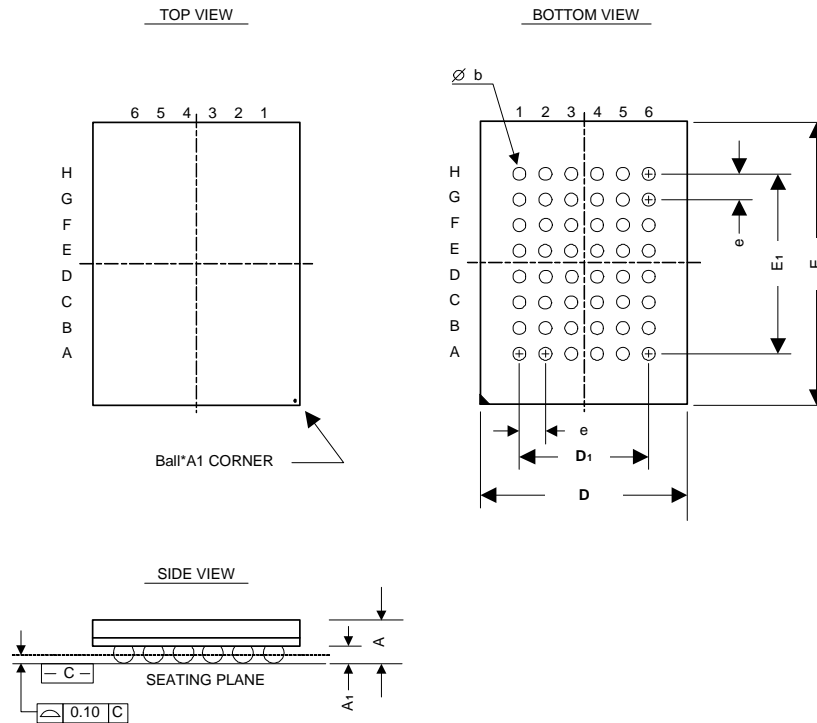 TOP VIEW
BOTTOM VIEW
6 5 4 3 2 1
H
G
F
E
D
C
B
A
Ball*A1 CORNER
Ø b
1 2 3 4 5 6
H
G
F
E
D
C
B
A
e
E1
E
e
D1
D
SIDE VIEW
A
A1
— C —
SEATING PLANE
⌓ 0.10 C